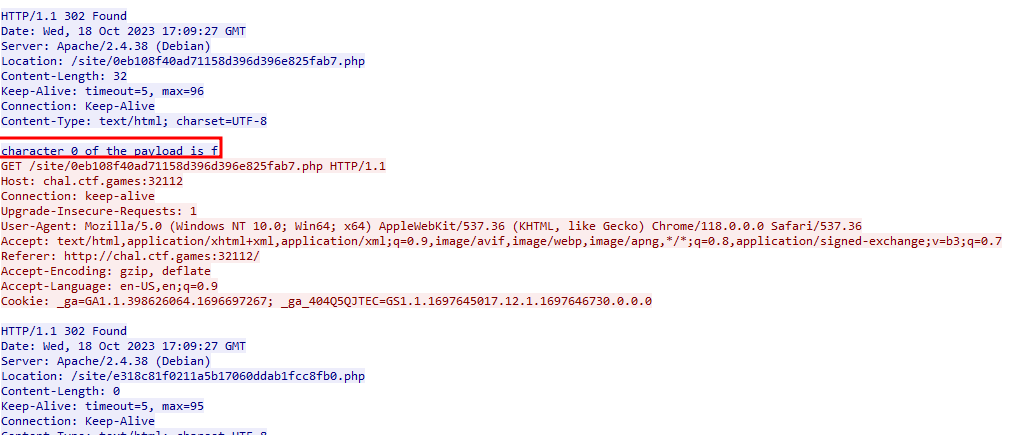 HTTP/1.1 302 Found
Date: Wed, 18 Oct 2023 17:09:27 GMT
Server: Apache/2.4.38 (Debian)
Location: /site/0eb108f40ad71158d396d396e825fab7.php
Content-Length: 32
Keep-Alive: timeout=5, max=96
Connection: Keep-Alive
Content-Type: text/html; charset=UTF-8
character 0 of the payload is f
GET /site/0eb108f40ad71158d396d396e825fab7.php HTTP/1.1
Host: chal.ctf.games:32112
Connection: keep-alive
Upgrade-Insecure-Requests: 1
User-Agent: Mozilla/5.0 (Windows NT 10.0; Win64; x64) AppleWebKit/537.36 (KHTML, like Gecko) Chrome/118.0.0.0 Safari/537.36
Accept: text/html,application/xhtml+xml,application/xml;q=0.9,image/avif,image/webp,image/apng,*/*;q=0.8,application/signed-exchange;v=b3;q=0.7
Referer: http://chal.ctf.games:32112/
Accept-Encoding: gzip, deflate
Accept-Language: en-US,en;q=0.9
Cookie: _ga=GA1.1.398626064.1696697267; _ga_404Q5QJTEC=GS1.1.1697645017.12.1.1697646730.0.0.0
HTTP/1.1 302 Found
Date: Wed, 18 Oct 2023 17:09:27 GMT
Server: Apache/2.4.38 (Debian)
Location: /site/e318c81f0211a5b17060ddab1fcc8fb0.php
Content-Length: 0
Keep-Alive: timeout=5, max=95
Connection: Keep-Alive
Content-Type: text/html; charset=UTF-8